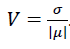 V = σ / |μ|